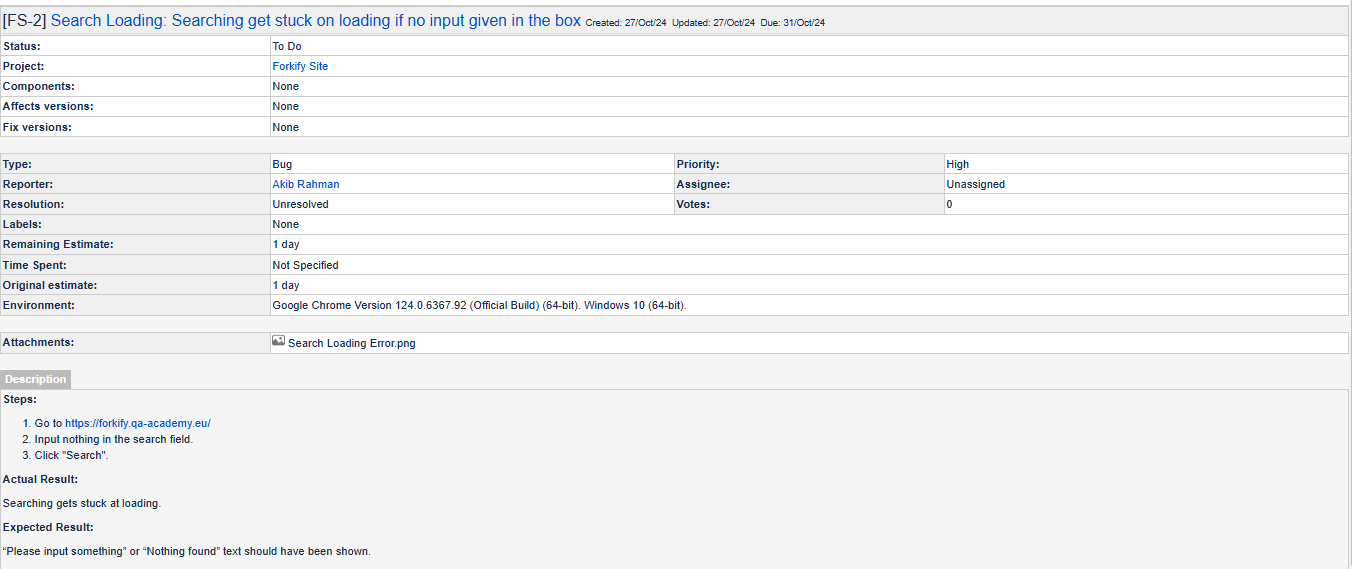 [FS-2] Search Loading: Searching get stuck on loading if no input given in the box Created: 27/Oct/24 Updated: 27/Oct/24 Due: 31/Oct/24
Status: To Do
Project: Forkify Site
Components: None
Affects versions: None
Fix versions: None
Type: Bug Priority: High
Reporter: Akib Rahman Assignee: Unassigned
Resolution: Unresolved Votes: 0
Labels: None
Remaining Estimate: 1 day
Time Spent: Not Specified
Original estimate: 1 day
Environment: Google Chrome Version 124.0.6367.92 (Official Build) (64-bit). Windows 10 (64-bit).
Attachments: Search Loading Error.png
Description
Steps:
1. Go to https://forkify.qa-academy.eu/
2. Input nothing in the search field.
3. Click "Search".
Actual Result:
Searching gets stuck at loading.
Expected Result:
“Please input something” or “Nothing found” text should have been shown.